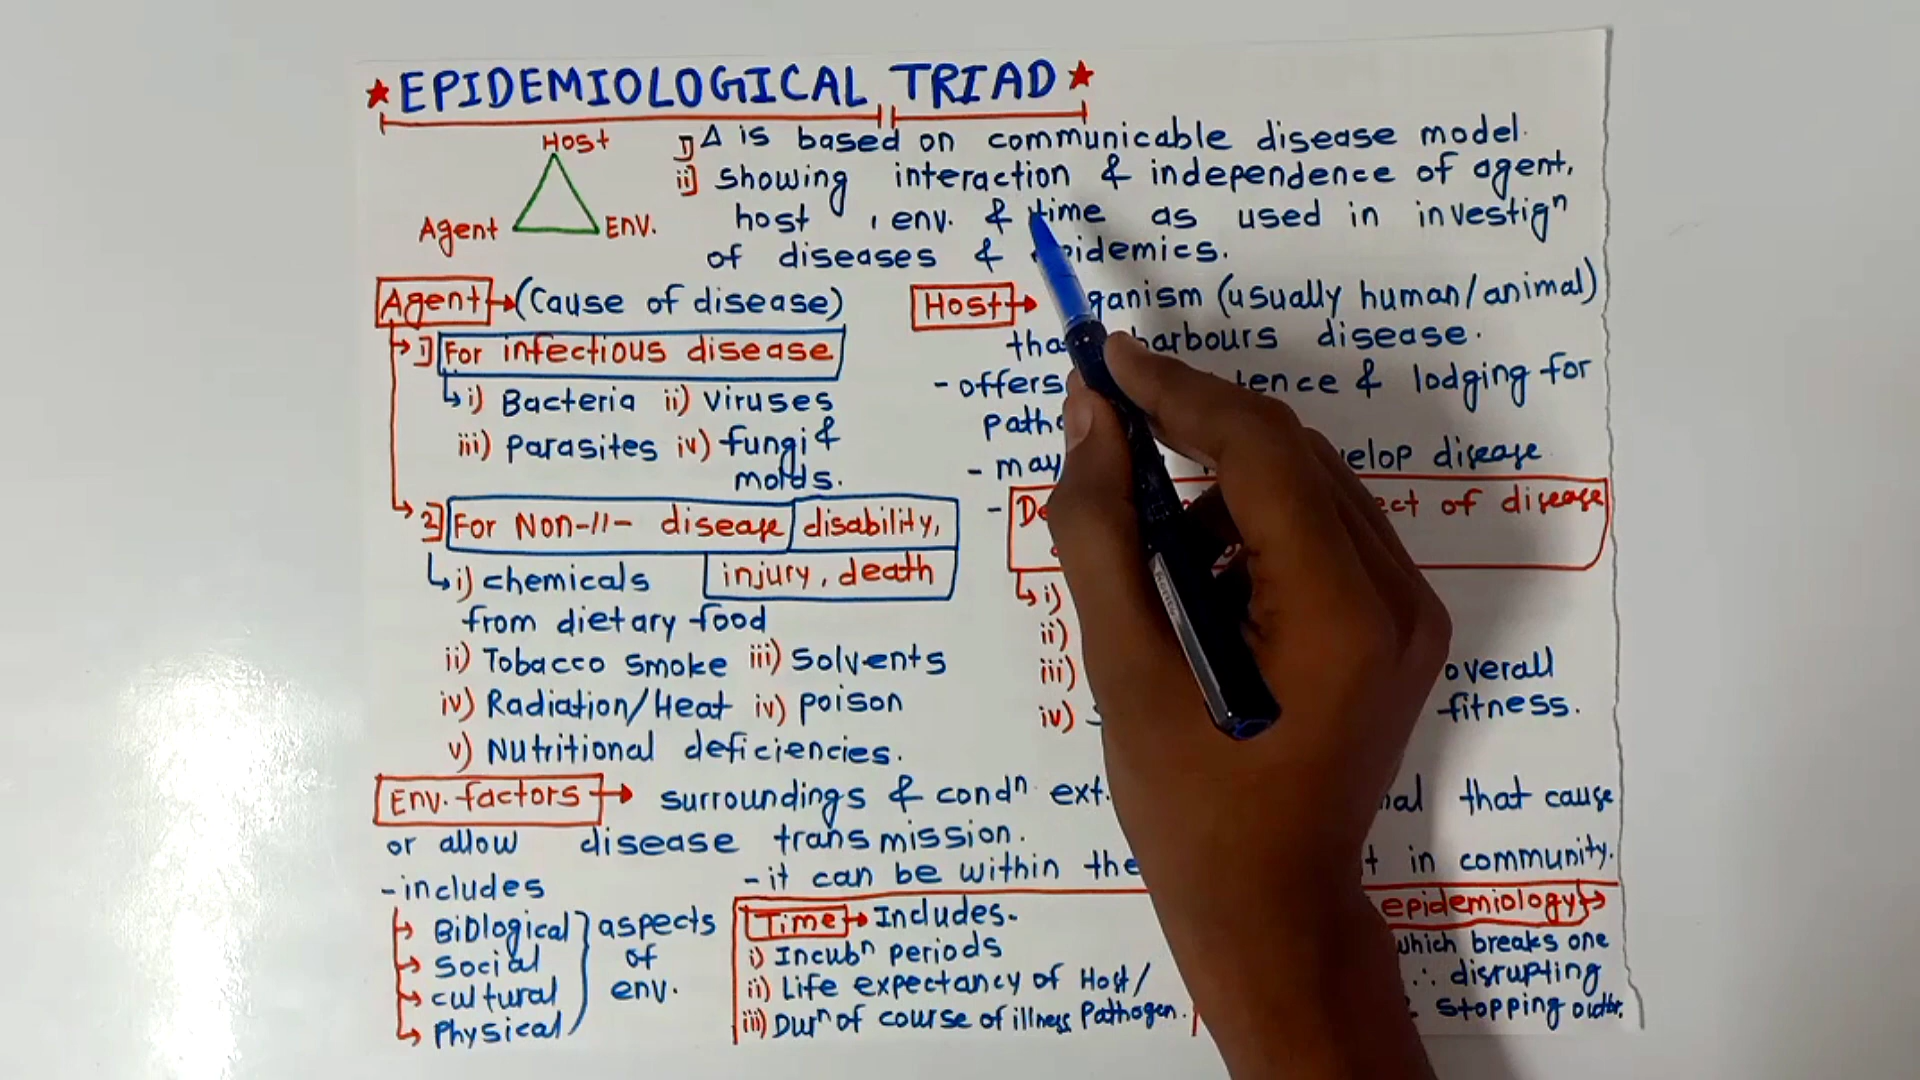 ★ EPIDEMIOLOGICAL TRIAD ★
Host
Agent
Env.
i] Δ is based on communicable disease model.
ii] showing interaction & independence of agent,
host, env. & time as used in investigⁿ
of diseases & epidemics.
Agent → (Cause of disease)
1] For infectious disease
i) Bacteria ii) Viruses
iii) Parasites iv) fungi &
molds.
2] For Non-11- disease disability,
injury, death
i) chemicals
from dietary food
ii) Tobacco smoke iii) Solvents
iv) Radiation/Heat iv) poison
v) Nutritional deficiencies.
Host → (usually human/animal)
harbours disease.
- offers & lodging for
- may disease
- of disease
i)
ii)
iii) overall
iv) fitness.
Env. factors → surroundings & condⁿ ext. that cause
or allow disease transmission.
- it can be within the in community.
- includes
Biological
Social
cultural
Physical
aspects
of
env.
Time → Includes.
i) Incubⁿ periods
ii) Life expectancy of Host/
iii) Durⁿ of course of illness Pathogen.
epidemiology →
which breaks one
∴ disrupting
stopping